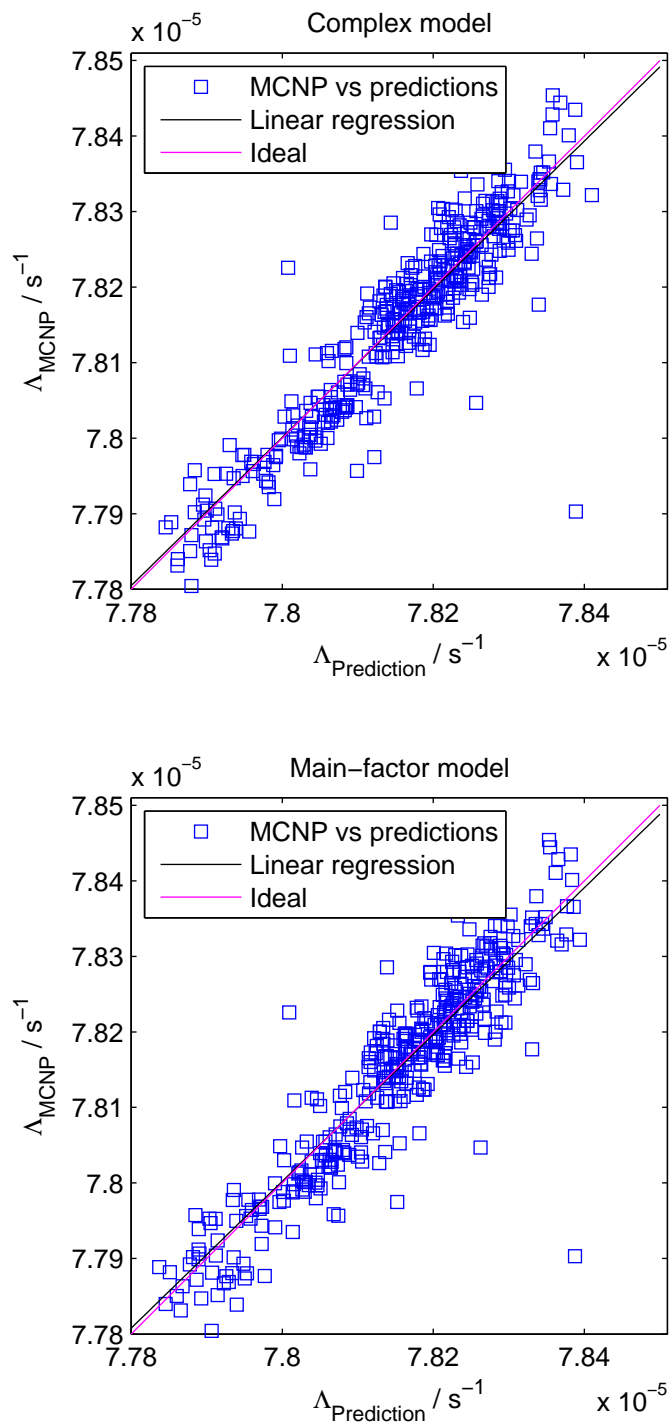 x 10−5
Complex model
7.85
7.84
7.83
7.82
7.81
7.8
7.79
7.78
ΛMCNP / s−1
MCNP vs predictions
Linear regression
Ideal
7.78
7.8
7.82
7.84
x 10−5
ΛPrediction / s−1
x 10−5
Main−factor model
7.85
7.84
7.83
7.82
7.81
7.8
7.79
7.78
ΛMCNP / s−1
MCNP vs predictions
Linear regression
Ideal
7.78
7.8
7.82
7.84
x 10−5
ΛPrediction / s−1